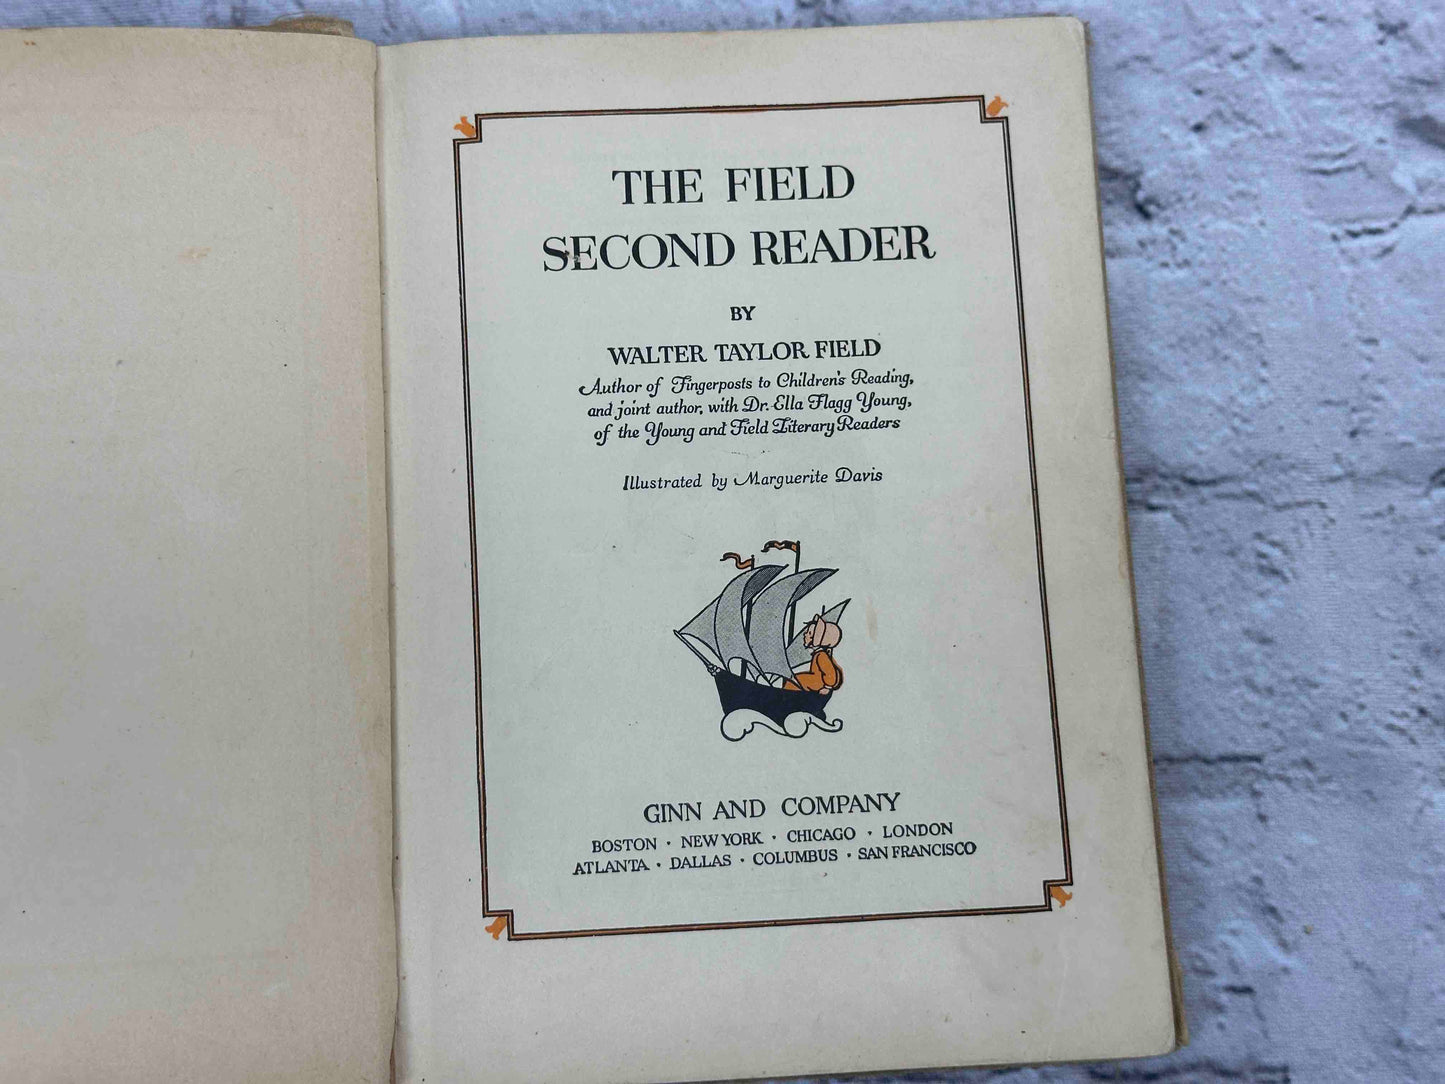 THE FIELD
SECOND READER
BY
WALTER TAYLOR FIELD
Author of Fingerposts to Children's Reading,
and joint author, with Dr. Ella Flagg Young,
of the Young and Field Literary Readers
Illustrated by Marguerite Davis
GINN AND COMPANY
BOSTON · NEW YORK · CHICAGO · LONDON
ATLANTA · DALLAS · COLUMBUS · SAN FRANCISCO